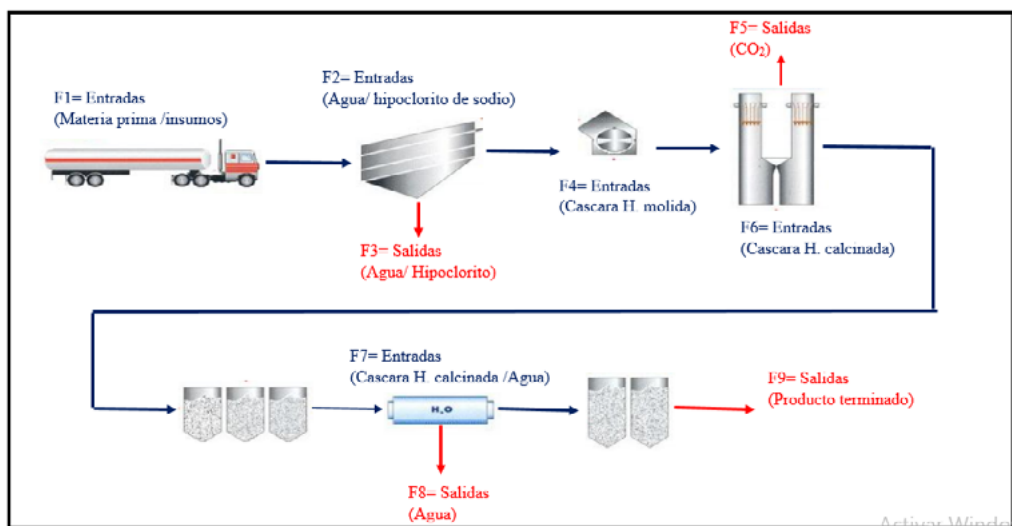 F5= Salidas
(CO₂)
F2= Entradas
(Agua/ hipoclorito de sodio)
F1= Entradas
(Materia prima /insumos)
F4= Entradas
(Cascara H. molida)
F3= Salidas
(Agua/ Hipoclorito)
F6= Entradas
(Cascara H. calcinada)
F7= Entradas
(Cascara H. calcinada /Agua)
H₂O
F9= Salidas
(Producto terminado)
F8= Salidas
(Agua)
Activar Window